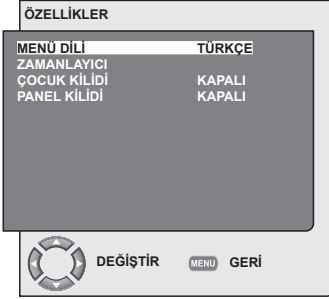 ÖZELLİKLER
MENÜ DİLİ TÜRKÇE
ZAMANLAYICI
ÇOCUK KİLİDİ KAPALI
PANEL KİLİDİ KAPALI
DEĞİŞTİR MENU GERİ